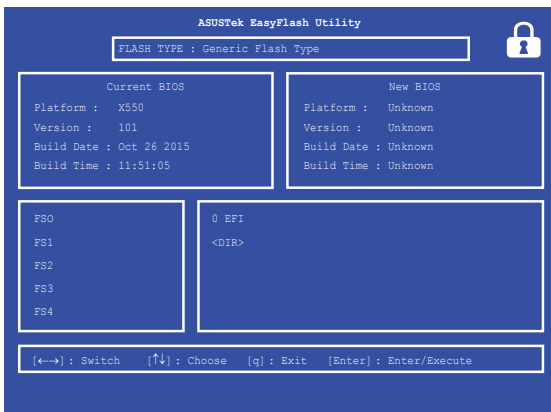 ASUSTek EasyFlash Utility
FLASH TYPE : Generic Flash Type
Current BIOS
Platform : X550
Version : 101
Build Date : Oct 26 2015
Build Time : 11:51:05
New BIOS
Platform : Unknown
Version : Unknown
Build Date : Unknown
Build Time : Unknown
FSO
FS1
FS2
FS3
FS4
0 EFI
<DIR>
[←→] : Switch [↑↓] : Choose [q] : Exit [Enter] : Enter/Execute